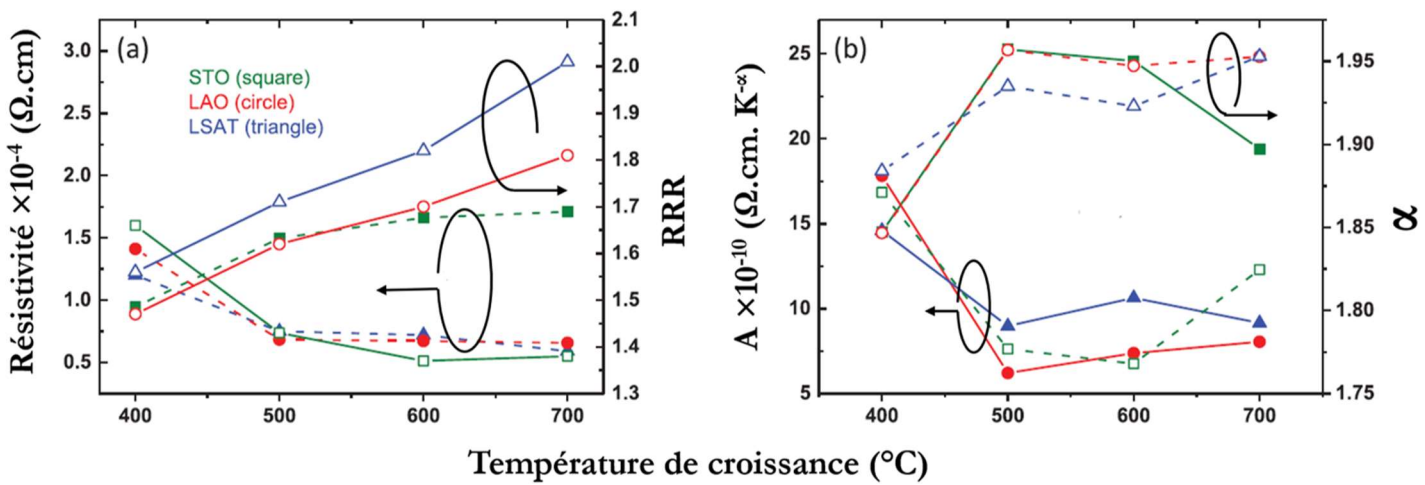 (a)
STO (square)
LAO (circle)
LSAT (triangle)
Résistivité ×10⁻⁴ (Ω.cm)
3.0
2.5
2.0
1.5
1.0
0.5
400 500 600 700
2.1
2.0
1.9
1.8
1.7
1.6
1.5
1.4
1.3
RRR
(b)
A ×10⁻¹⁰ (Ω.cm. K⁻ᵅ)
25
20
15
10
5
400 500 600 700
1.95
1.90
1.85
1.80
1.75
α
Température de croissance (°C)